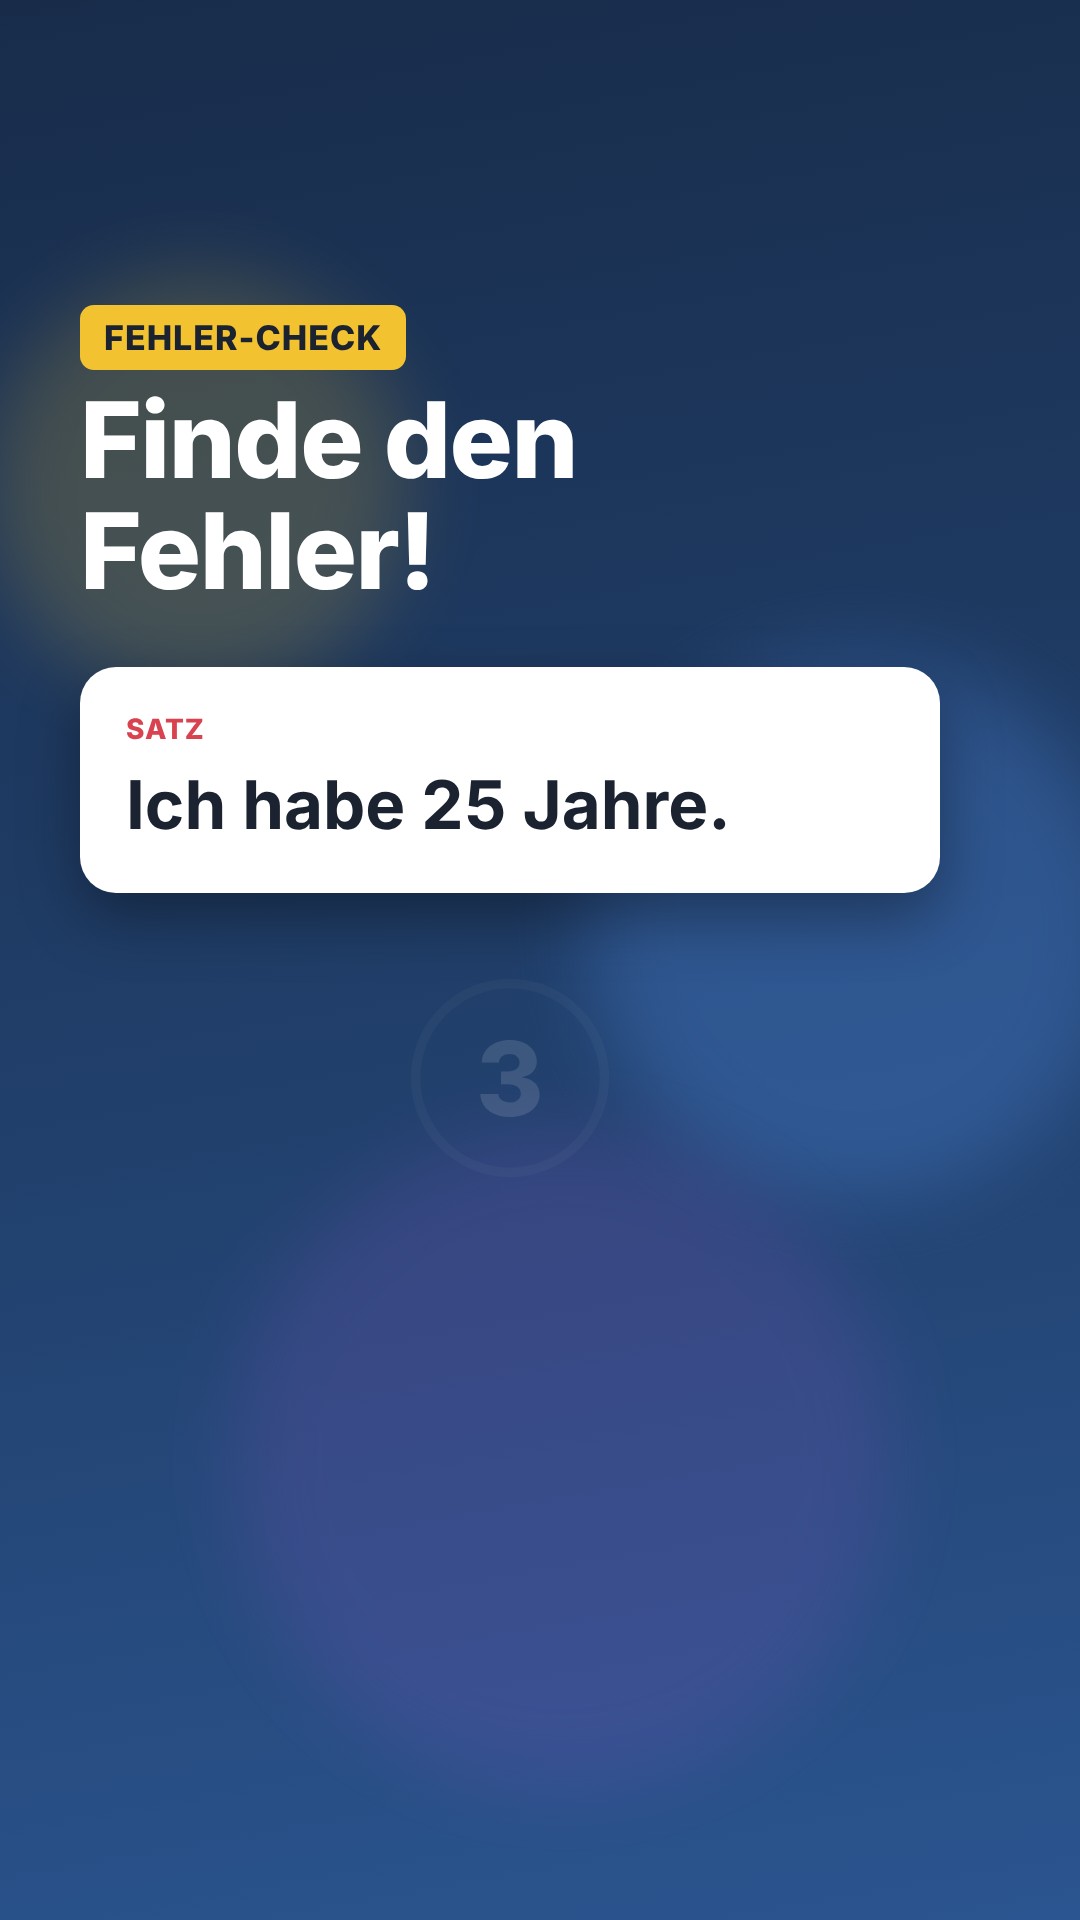 FEHLER-CHECK
Finde den
Fehler!
SATZ
Ich habe 25 Jahre.
3